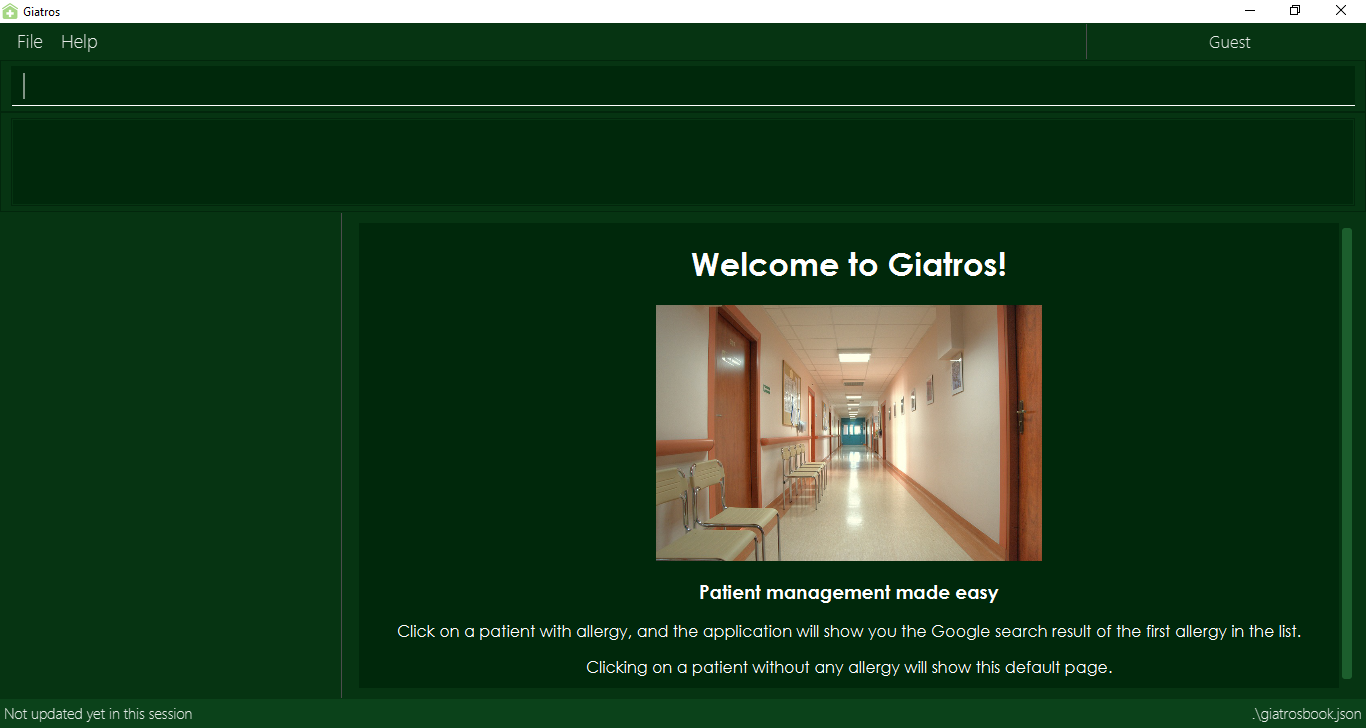 Giatros
File Help Guest
Welcome to Giatros!
Patient management made easy
Click on a patient with allergy, and the application will show you the Google search result of the first allergy in the list.
Clicking on a patient without any allergy will show this default page.
Not updated yet in this session .\giatrosbook.json